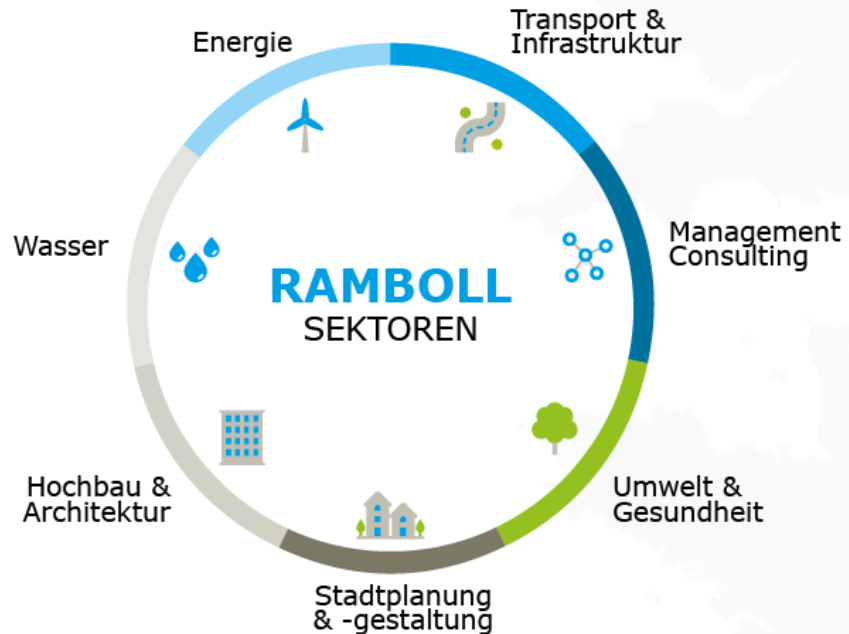 Energie
Transport &
Infrastruktur
Wasser
Management
Consulting
RAMBOLL
SEKTOREN
Hochbau &
Architektur
Umwelt &
Gesundheit
Stadtplanung
& -gestaltung